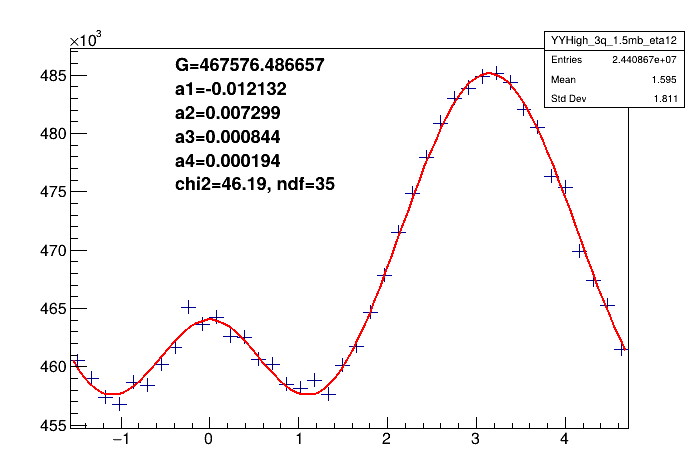 ×10³
YYHigh_3q_1.5mb_eta12
Entries 2.440867e+07
Mean 1.595
Std Dev 1.811
G=467576.486657
a1=-0.012132
a2=0.007299
a3=0.000844
a4=0.000194
chi2=46.19, ndf=35
485
480
475
470
465
460
455
−1 0 1 2 3 4